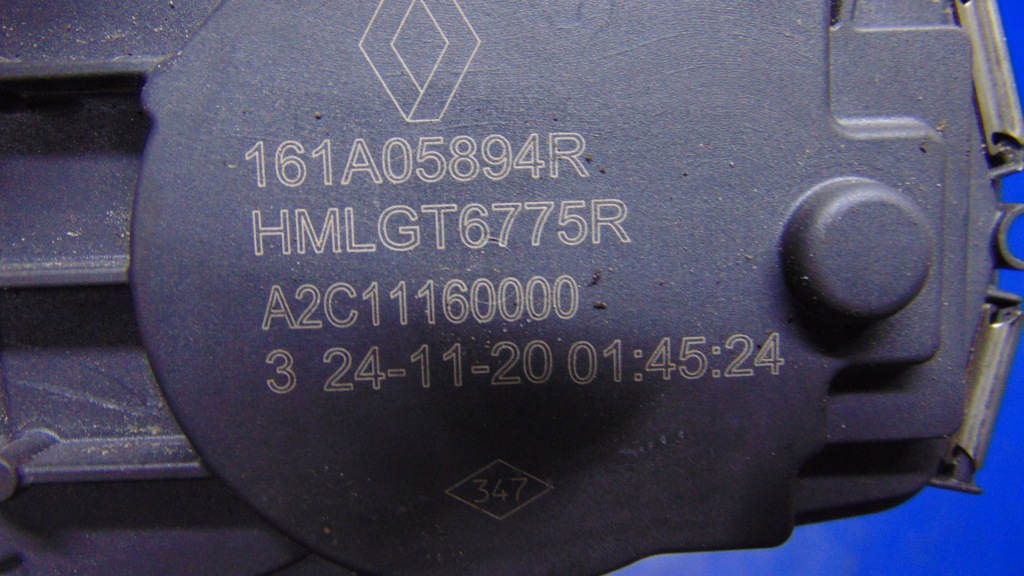 161A05894R
HMLGT6775R
A2C11160000
3 24-11-20 01:45:24
347